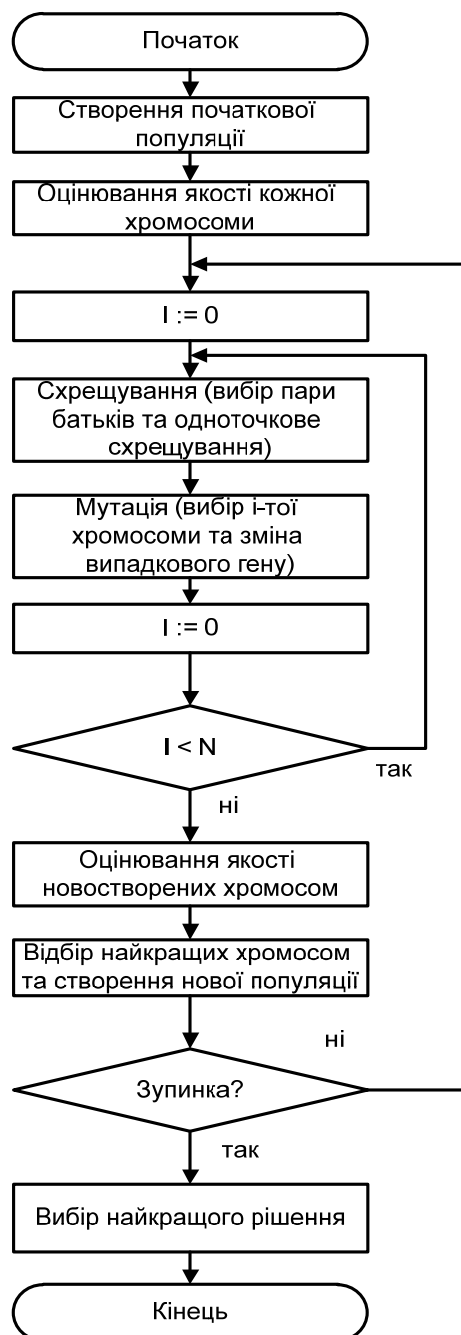 Початок
Створення початкової
популяції
Оцінювання якості кожної
хромосоми
I := 0
Схрещування (вибір пари
батьків та одноточкове
схрещування)
Мутація (вибір і-тої
хромосоми та зміна
випадкового гену)
I := 0
I < N
так
ні
Оцінювання якості
новостворених хромосом
Відбір найкращих хромосом
та створення нової популяції
ні
Зупинка?
так
Вибір найкращого рішення
Кінець